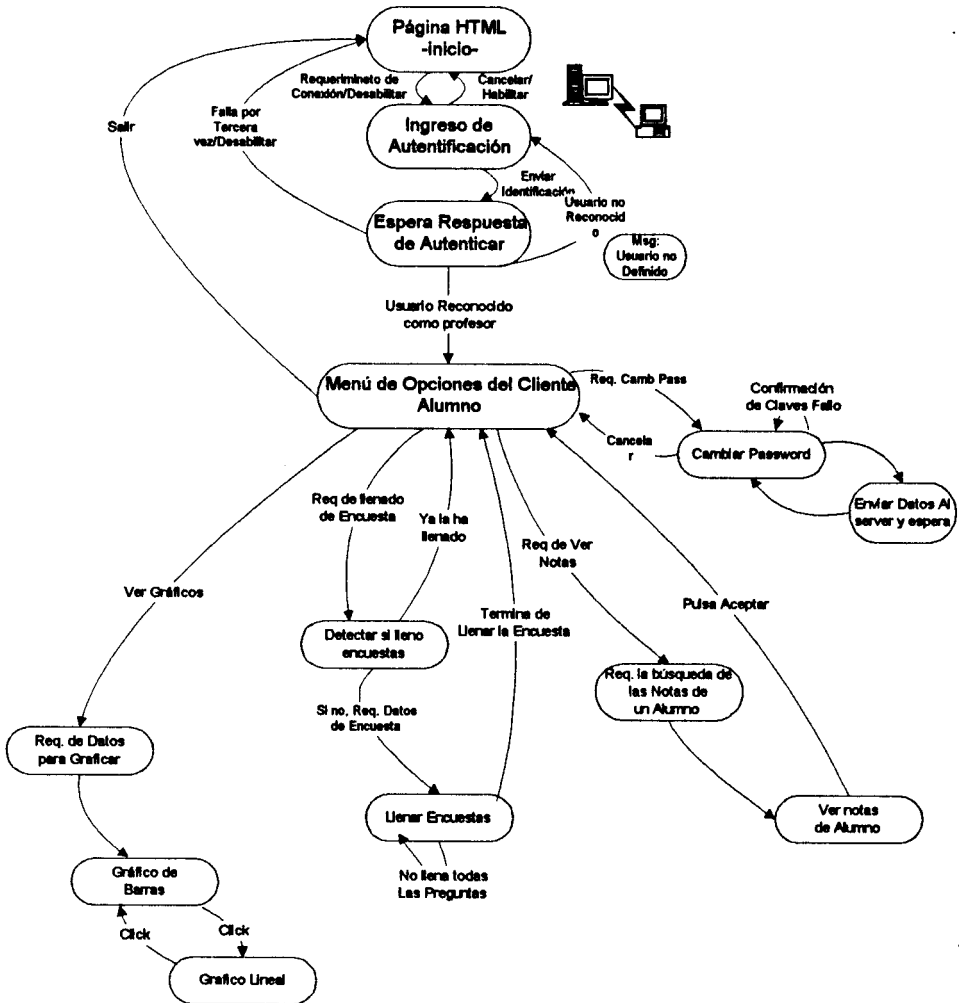 Página HTML
-inicio-
Requerimineto de
Conexión/Desabilitar
Cancelar/
Habilitar
Salir
Falla por
Tercera
vez/Desabilitar
Ingreso de
Autentificación
Enviar
Identificación
Usuario no
Reconocid
o
Espera Respuesta
de Autenticar
Msg:
Usuario no
Definido
Usuario Reconocido
como profesor
Menú de Opciones del Cliente
Alumno
Req. Camb Pass
Confirmación
de Claves Fallo
Cancela
r
Cambiar Password
Enviar Datos Al
server y espera
Req de llenado
de Encuesta
Ya la ha
llenado
Req de Ver
Notas
Ver Gráficos
Termina de
Llenar la Encuesta
Pulsa Aceptar
Detectar si lleno
encuestas
Req. la búsqueda de
las Notas de
un Alumno
Si no, Req. Datos
de Encuesta
Req. de Datos
para Graficar
Llenar Encuestas
Ver notas
de Alumno
No llena todas
Las Preguntas
Gráfico de
Barras
Click
Click
Grafico Lineal